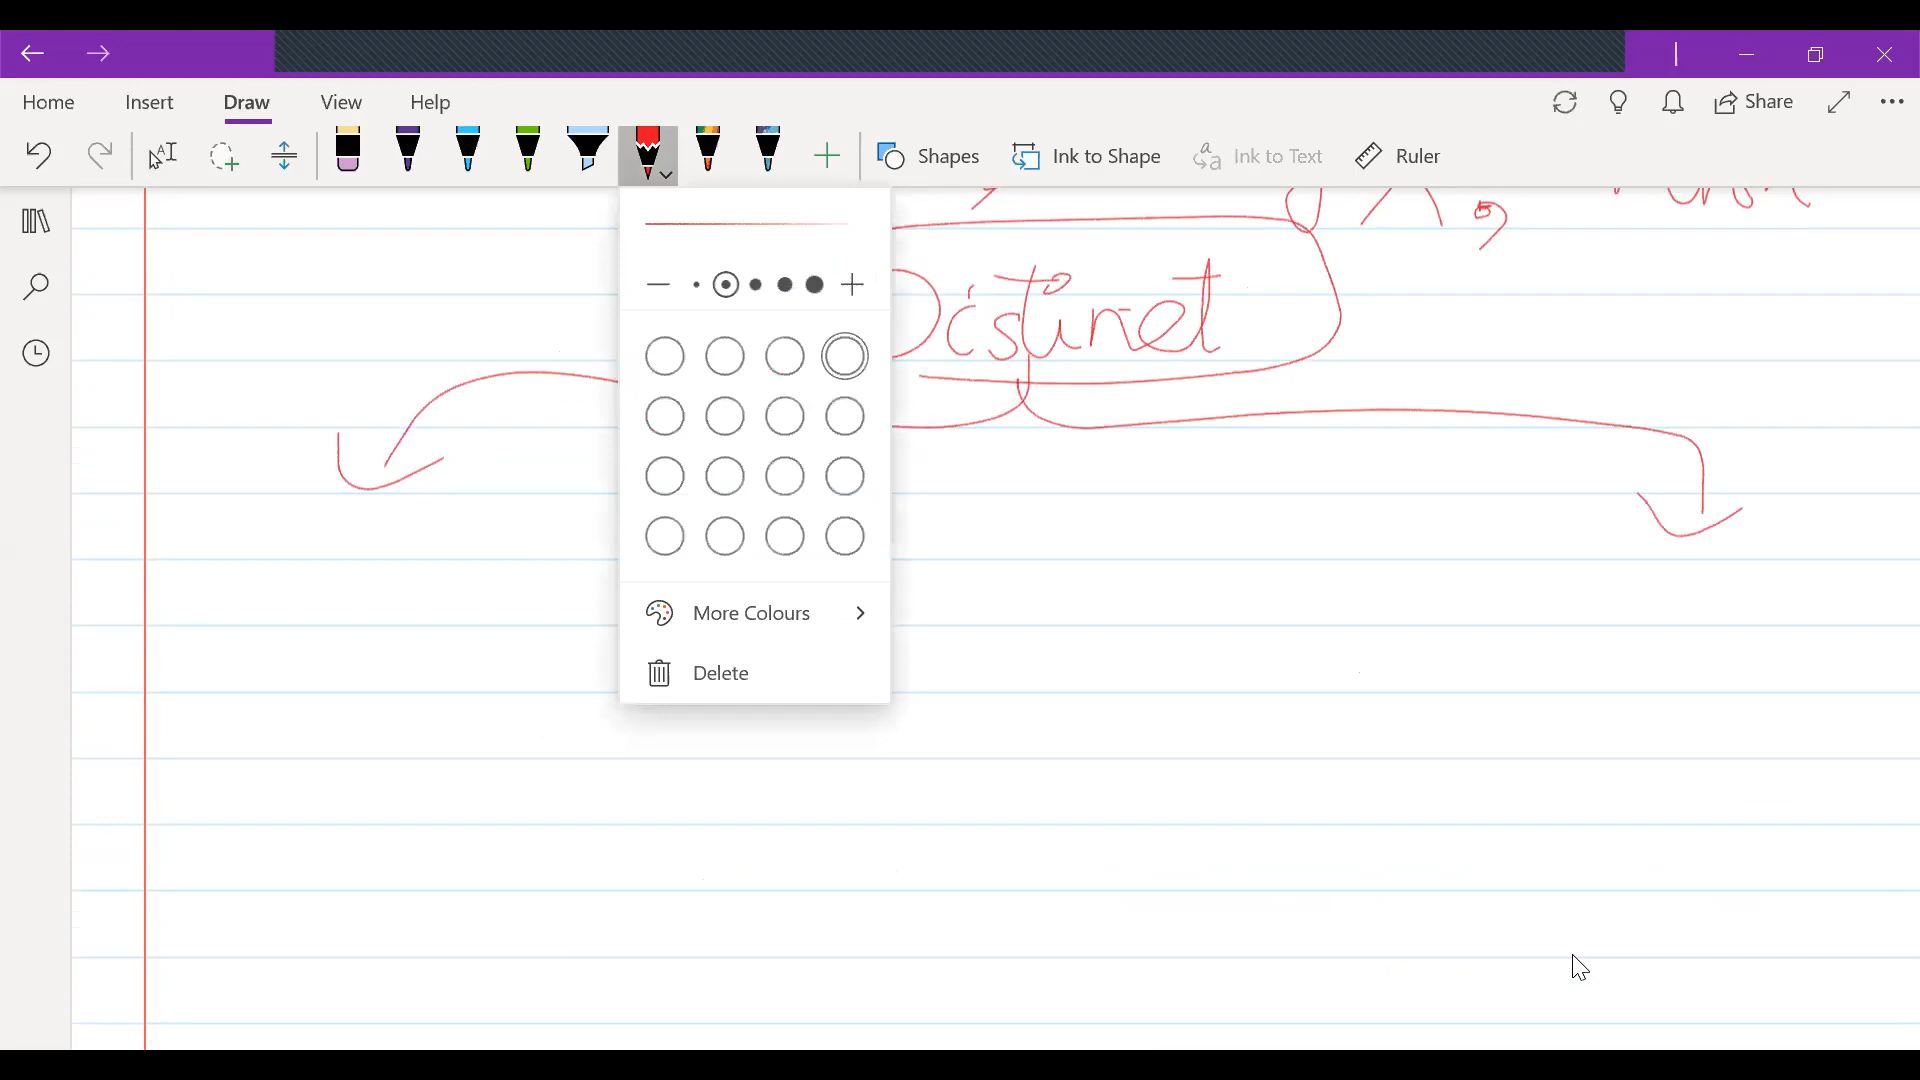 Home Insert Draw View Help Share
Shapes Ink to Shape Ink to Text Ruler
Distinct
More Colours
Delete